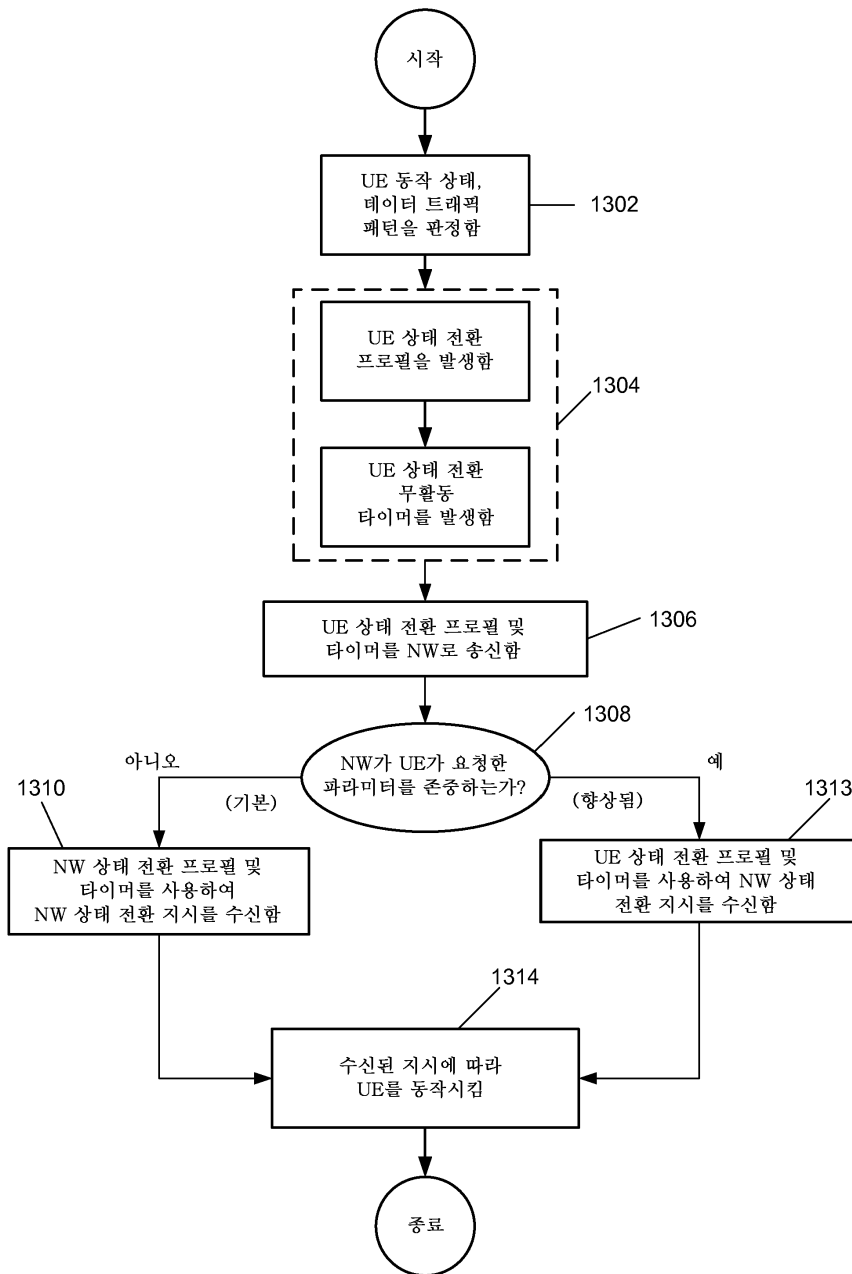 시작
UE 동작 상태,
데이터 트래픽
패턴을 판정함
1302
UE 상태 전환
프로필을 발생함
1304
UE 상태 전환
무활동
타이머를 발생함
UE 상태 전환 프로필 및
타이머를 NW로 송신함
1306
1308
NW가 UE가 요청한
파라미터를 존중하는가?
아니오
(기본)
예
(향상됨)
1310
NW 상태 전환 프로필 및
타이머를 사용하여
NW 상태 전환 지시를 수신함
1313
UE 상태 전환 프로필 및
타이머를 사용하여 NW 상태
전환 지시를 수신함
1314
수신된 지시에 따라
UE를 동작시킴
종료